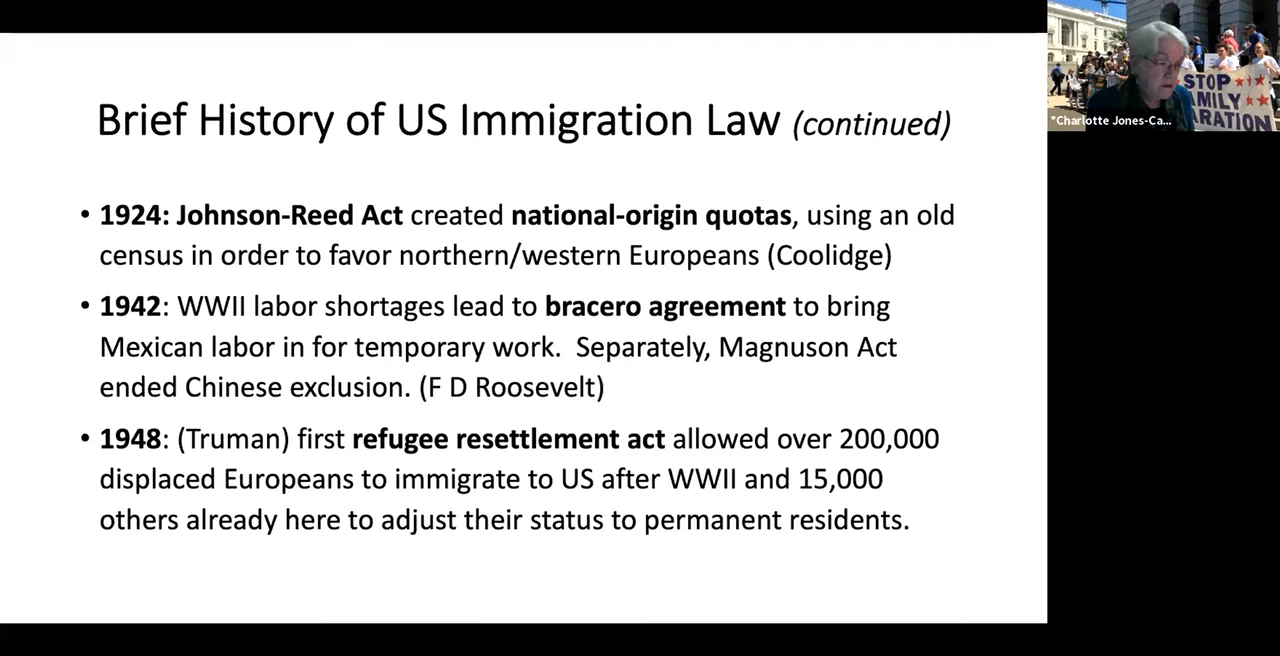 Brief History of US Immigration Law (continued)
• 1924: Johnson-Reed Act created national-origin quotas, using an old
census in order to favor northern/western Europeans (Coolidge)
• 1942: WWII labor shortages lead to bracero agreement to bring
Mexican labor in for temporary work.  Separately, Magnuson Act
ended Chinese exclusion. (F D Roosevelt)
• 1948: (Truman) first refugee resettlement act allowed over 200,000
displaced Europeans to immigrate to US after WWII and 15,000
others already here to adjust their status to permanent residents.
STOP
AMILY
ARATION
*Charlotte Jones-Ca...